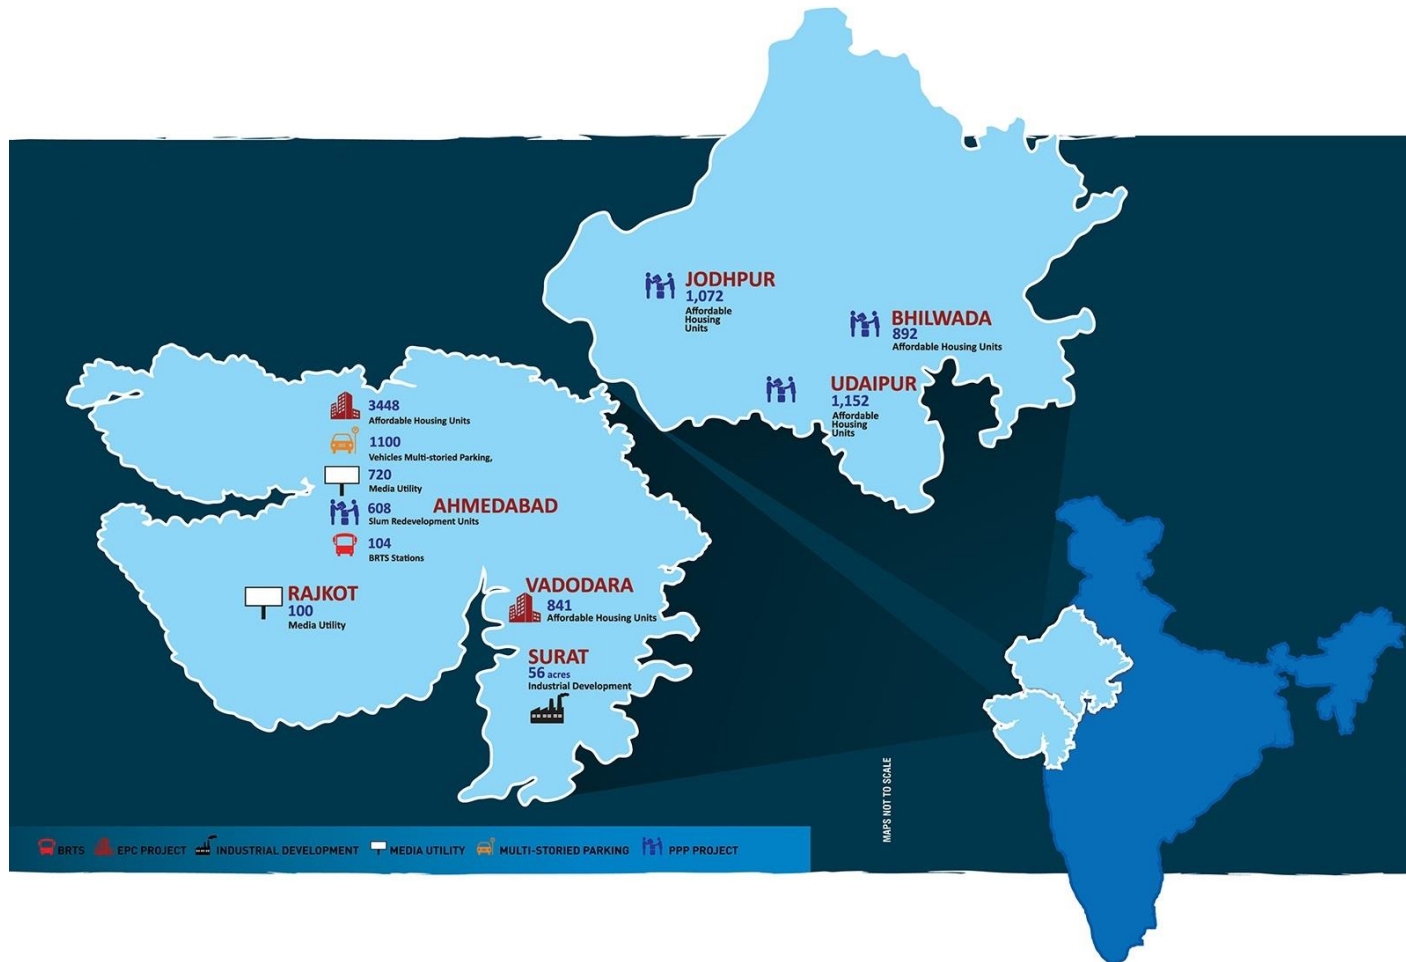 JODHPUR
1,072
Affordable
Housing
Units
BHILWADA
892
Affordable Housing Units
UDAIPUR
1,152
Affordable
Housing
Units
3448
Affordable Housing Units
1100
Vehicles Multi-storied Parking,
720
Media Utility
608
Slum Redevelopment Units
AHMEDABAD
104
BRTS Stations
RAJKOT
100
Media Utility
VADODARA
841
Affordable Housing Units
SURAT
56 acres
Industrial Development
MAPS NOT TO SCALE
BRTS EPC PROJECT INDUSTRIAL DEVELOPMENT MEDIA UTILITY MULTI-STORIED PARKING PPP PROJECT